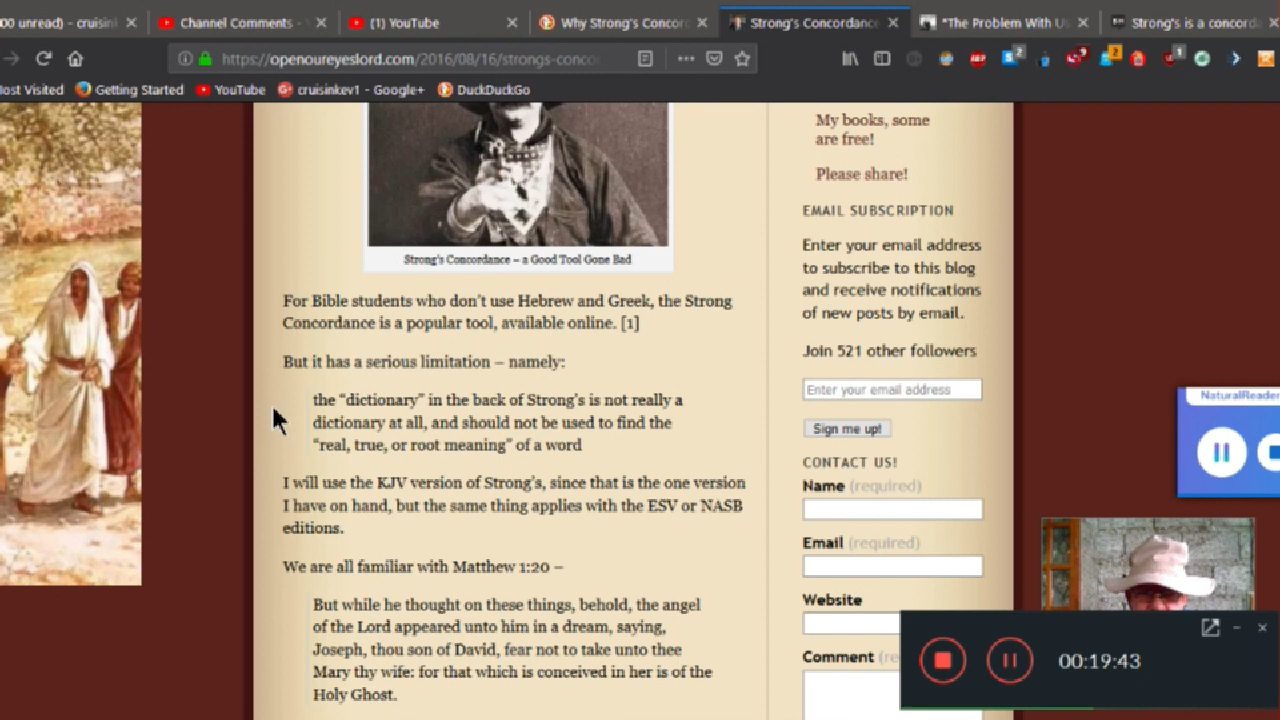 00 unread) - cruisin
Channel Comments -
(1) YouTube
Why Strong's Concor
Strong's Concordance
"The Problem With Us
Strong's is a concord
https://openoureyeslord.com/2016/08/16/strongs-conco
2
9
2
1
Most Visited
Getting Started
YouTube
cruisinkev1 - Google+
DuckDuckGo
Strong's Concordance – a Good Tool Gone Bad
For Bible students who don't use Hebrew and Greek, the Strong
Concordance is a popular tool, available online. [1]
But it has a serious limitation – namely:
the "dictionary" in the back of Strong's is not really a
dictionary at all, and should not be used to find the
"real, true, or root meaning" of a word
I will use the KJV version of Strong's, since that is the one version
I have on hand, but the same thing applies with the ESV or NASB
editions.
We are all familiar with Matthew 1:20 –
But while he thought on these things, behold, the angel
of the Lord appeared unto him in a dream, saying,
Joseph, thou son of David, fear not to take unto thee
Mary thy wife: for that which is conceived in her is of the
Holy Ghost.
My books, some
are free!
Please share!
EMAIL SUBSCRIPTION
Enter your email address
to subscribe to this blog
and receive notifications
of new posts by email.
Join 521 other followers
Enter your email address
Sign me up!
CONTACT US!
Name (required)
Email (required)
Website
Comment (re
NaturalReader
00:19:43